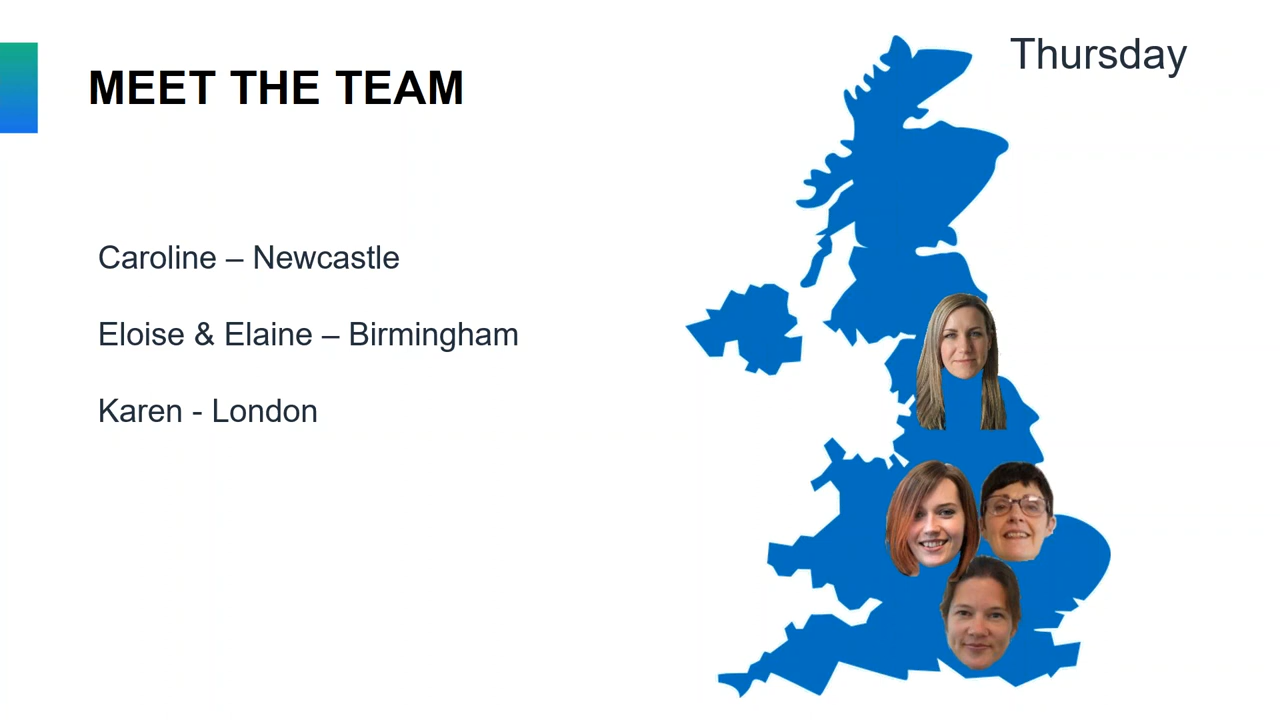 Thursday
MEET THE TEAM
Caroline – Newcastle
Eloise & Elaine – Birmingham
Karen - London